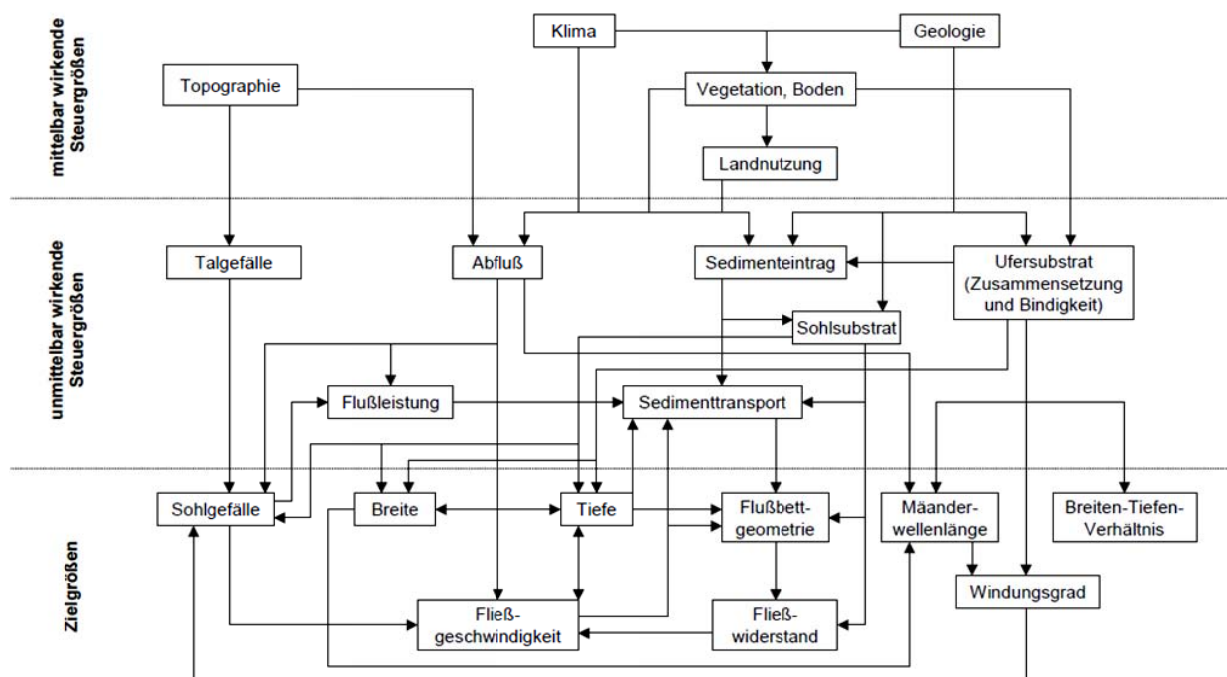 mittelbar wirkende
Steuergrößen
Klima
Geologie
Topographie
Vegetation, Boden
Landnutzung
unmittelbar wirkende
Steuergrößen
Talgefälle
Abfluß
Sedimenteintrag
Ufersubstrat
(Zusammensetzung
und Bindigkeit)
Sohlsubstrat
Flußleistung
Sedimenttransport
Zielgrößen
Sohlgefälle
Breite
Tiefe
Flußbett-
geometrie
Mäander-
wellenlänge
Breiten-Tiefen-
Verhältnis
Windungsgrad
Fließ-
geschwindigkeit
Fließ-
widerstand